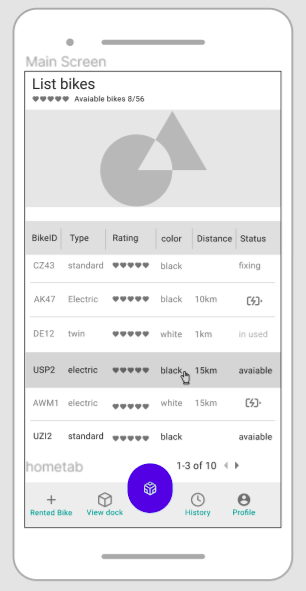 Main Screen
List bikes
Avaiable bikes 8/56
BikeID Type Rating color Distance Status
CZ43 standard black fixing
AK47 Electric black 10km
DE12 twin white 1km in used
USP2 electric black 15km avaiable
AWM1 electric white 15km
UZI2 standard black avaiable
hometab
1-3 of 10
Rented Bike View dock History Profile